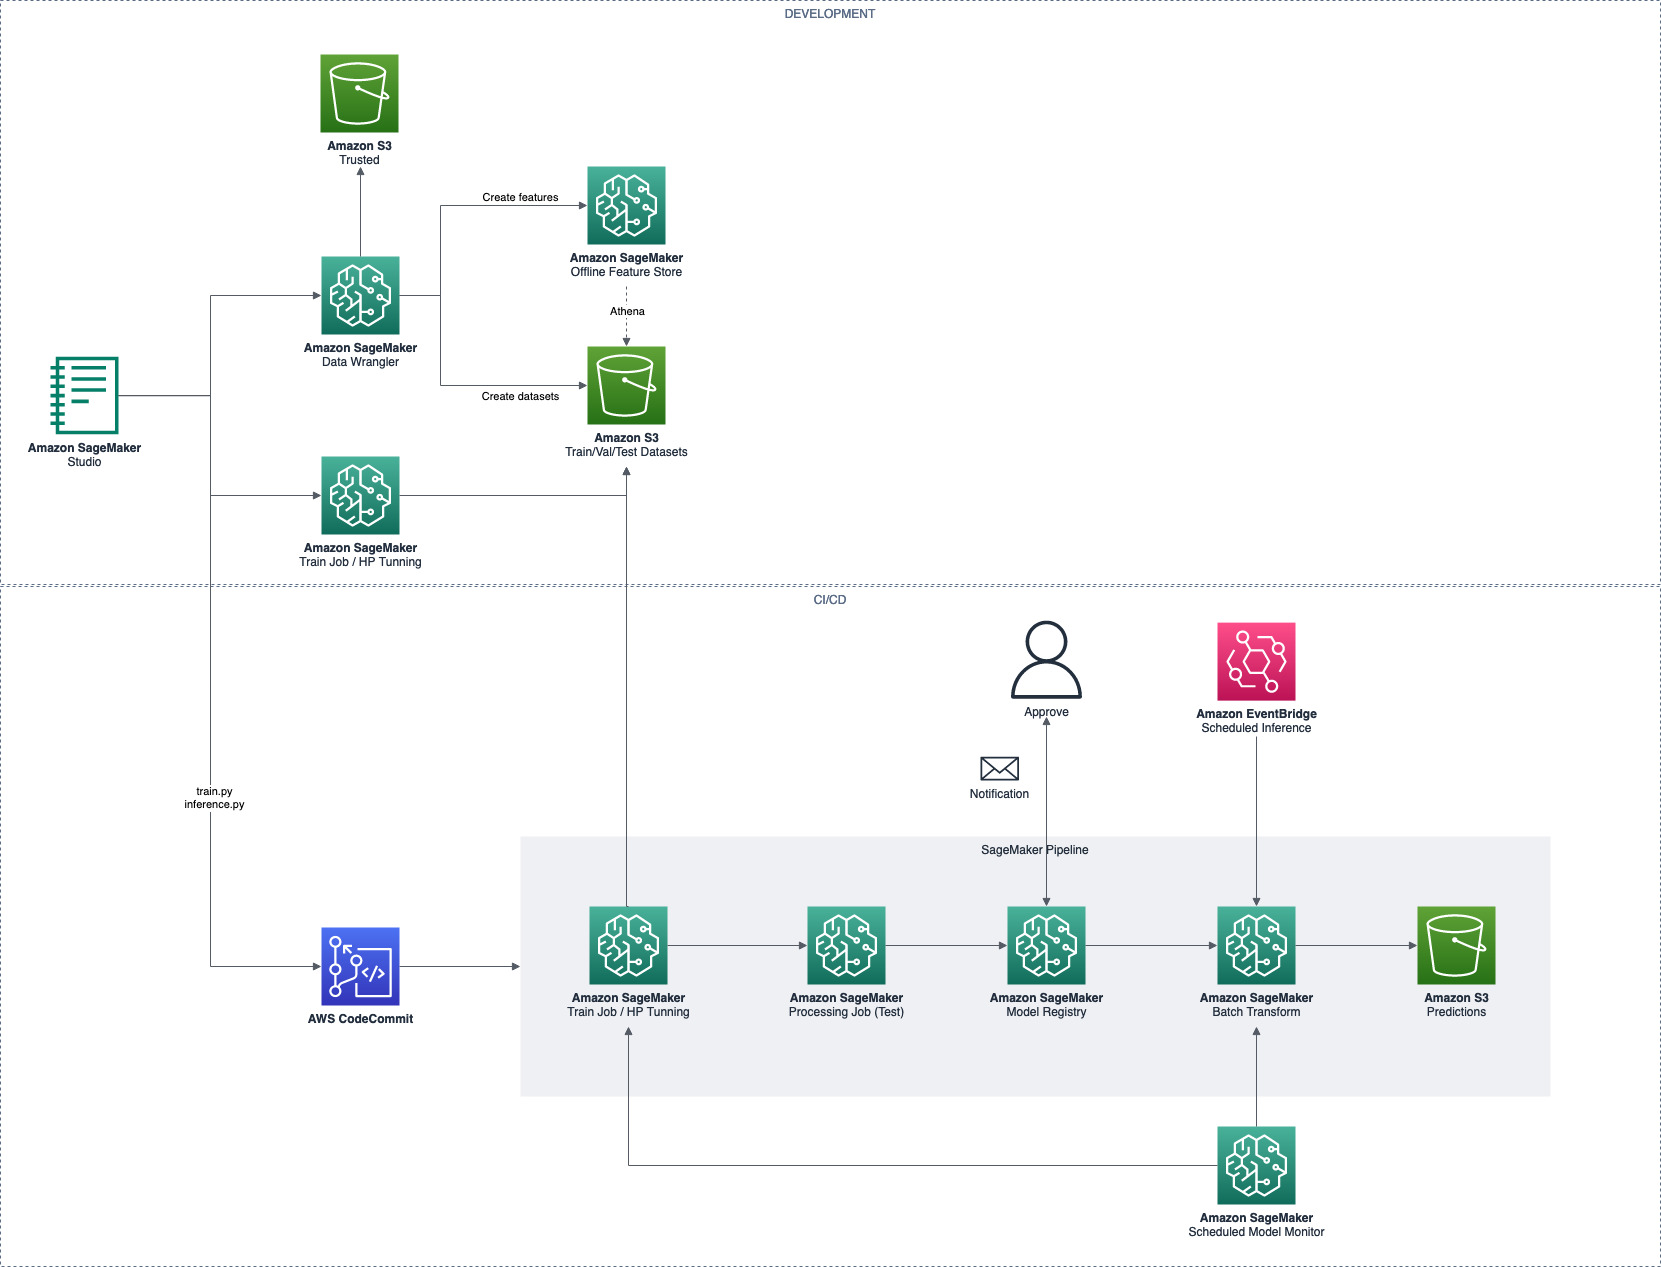 DEVELOPMENT
Amazon S3
Trusted
Create features
Amazon SageMaker
Offline Feature Store
Athena
Amazon SageMaker
Data Wrangler
Create datasets
Amazon S3
Train/Val/Test Datasets
Amazon SageMaker
Studio
Amazon SageMaker
Train Job / HP Tunning
CI/CD
Approve
Amazon EventBridge
Scheduled Inference
Notification
train.py
inference.py
SageMaker Pipeline
AWS CodeCommit
Amazon SageMaker
Train Job / HP Tunning
Amazon SageMaker
Processing Job (Test)
Amazon SageMaker
Model Registry
Amazon SageMaker
Batch Transform
Amazon S3
Predictions
Amazon SageMaker
Scheduled Model Monitor